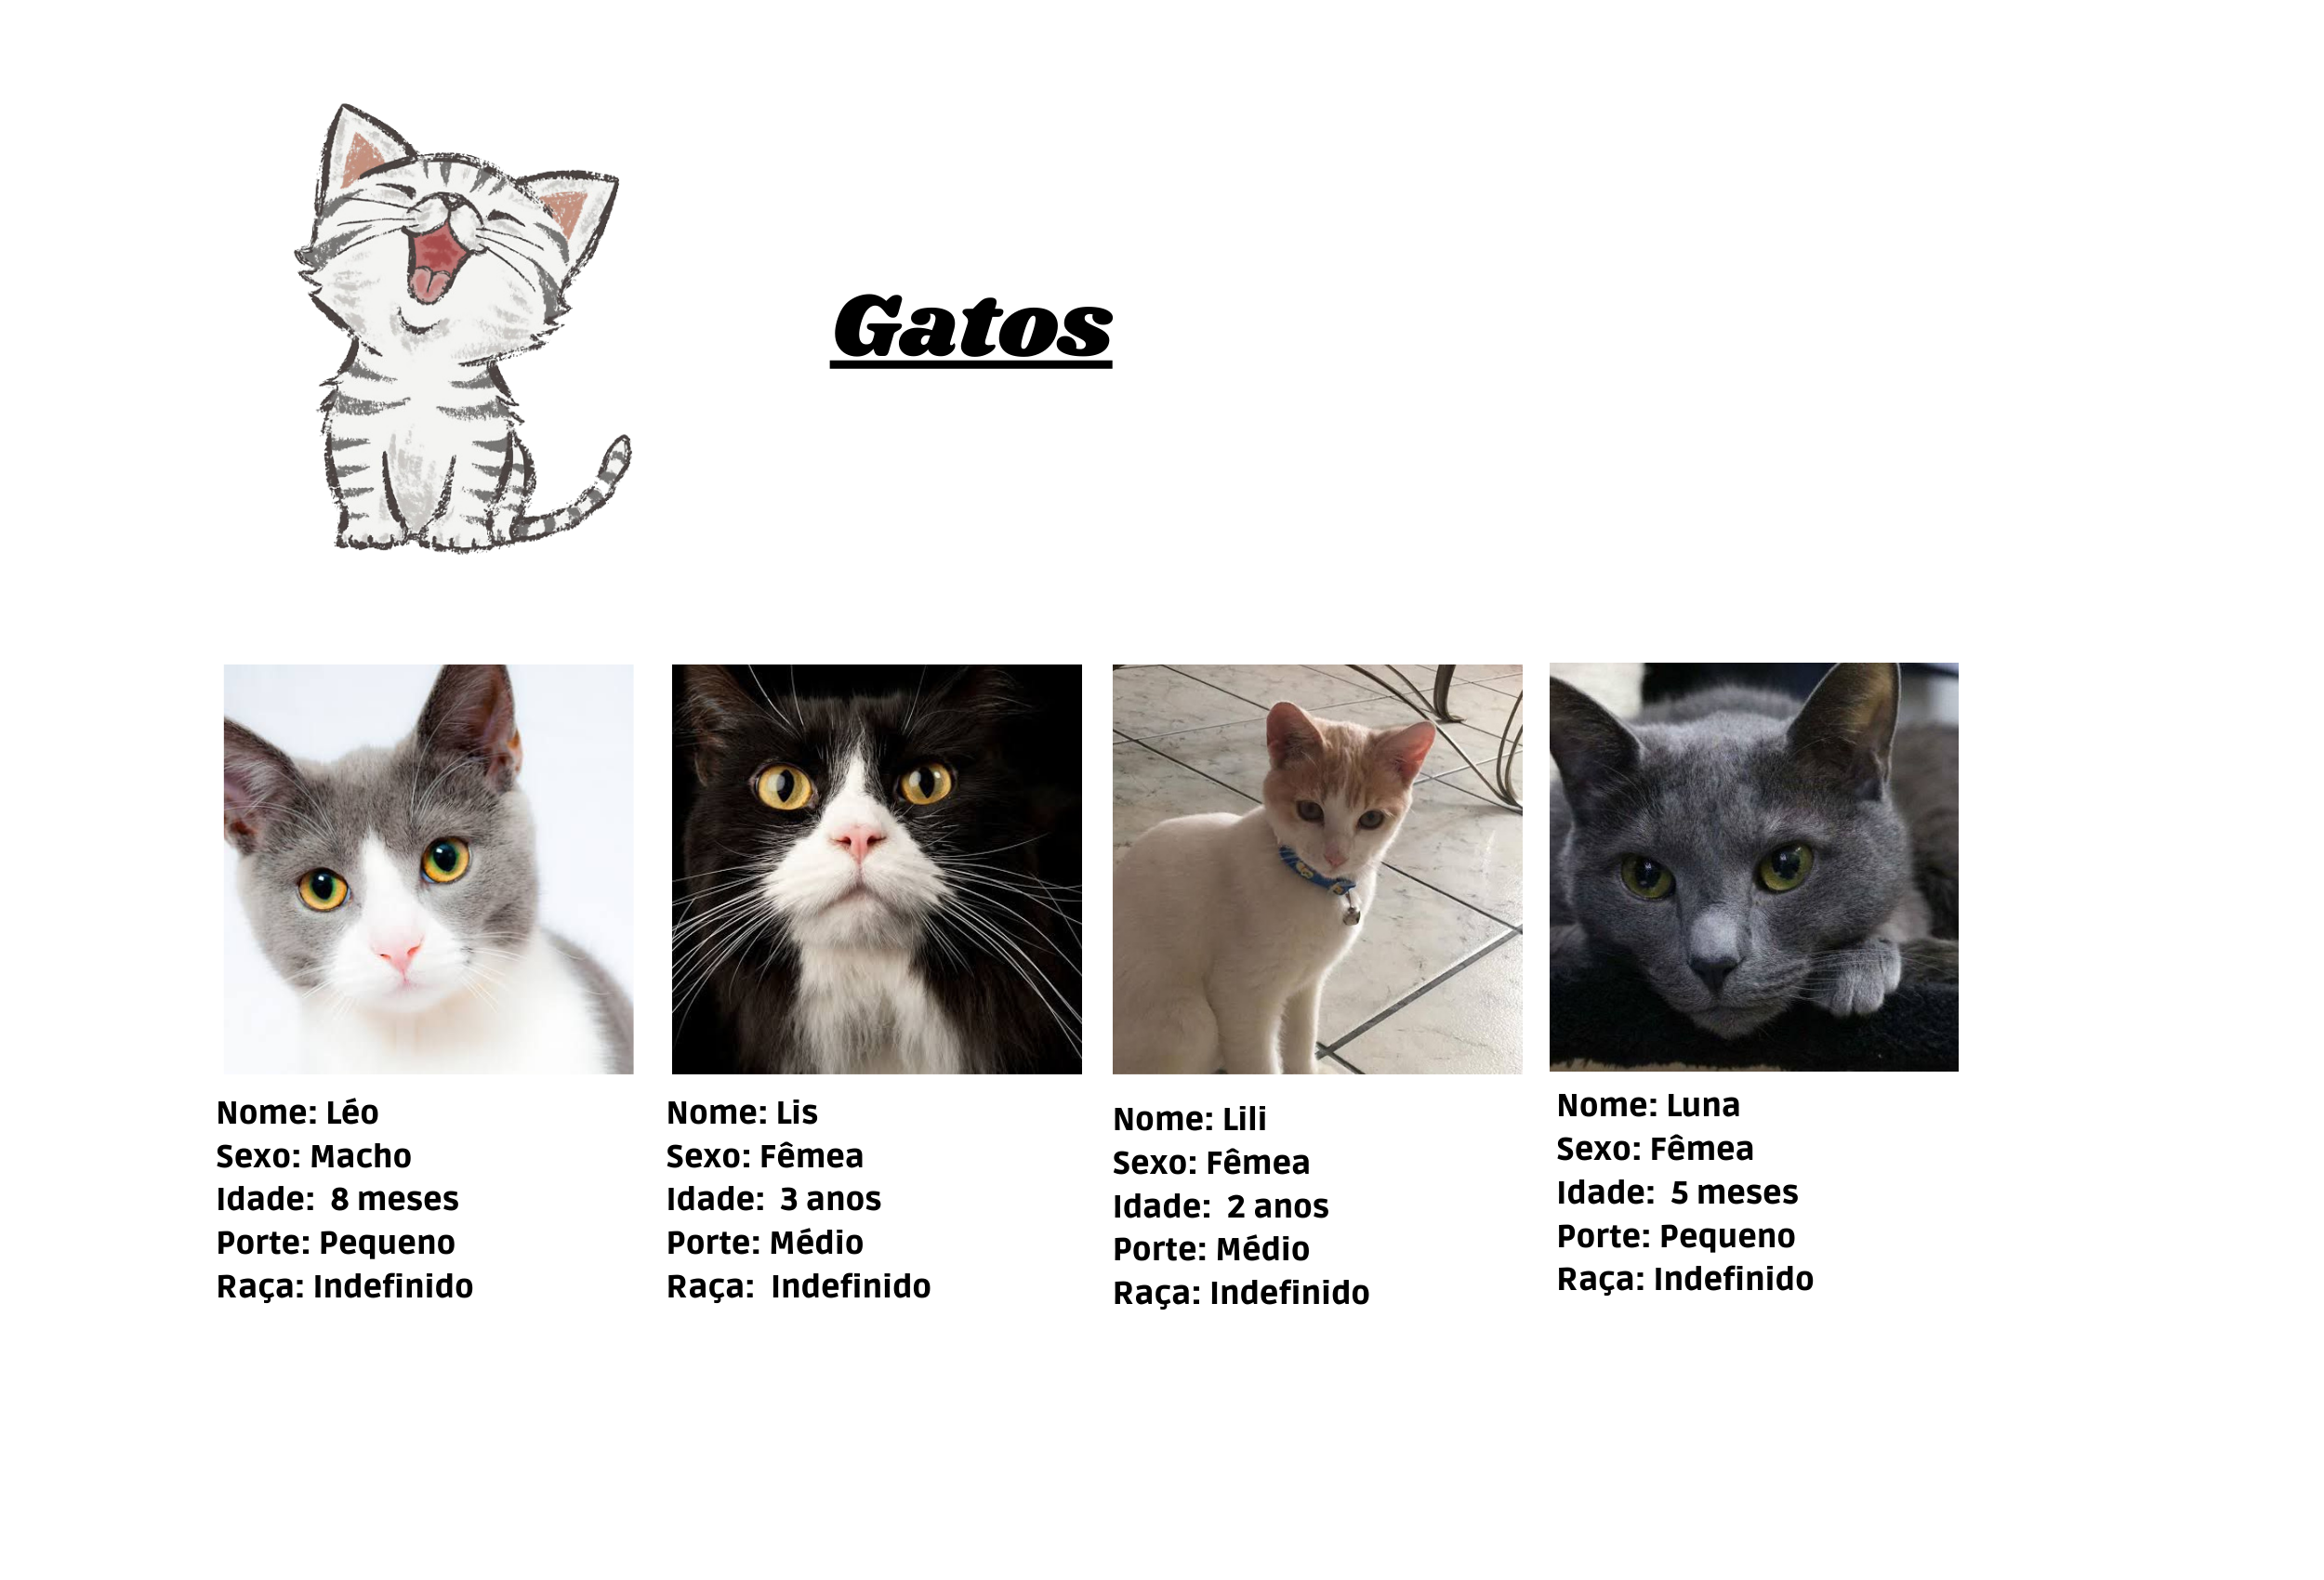 Gatos
Nome: Léo
Sexo: Macho
Idade:  8 meses
Porte: Pequeno
Raça: Indefinido
Nome: Lis
Sexo: Fêmea
Idade:  3 anos
Porte: Médio
Raça:  Indefinido
Nome: Lili
Sexo: Fêmea
Idade:  2 anos
Porte: Médio
Raça: Indefinido
Nome: Luna
Sexo: Fêmea
Idade:  5 meses
Porte: Pequeno
Raça: Indefinido